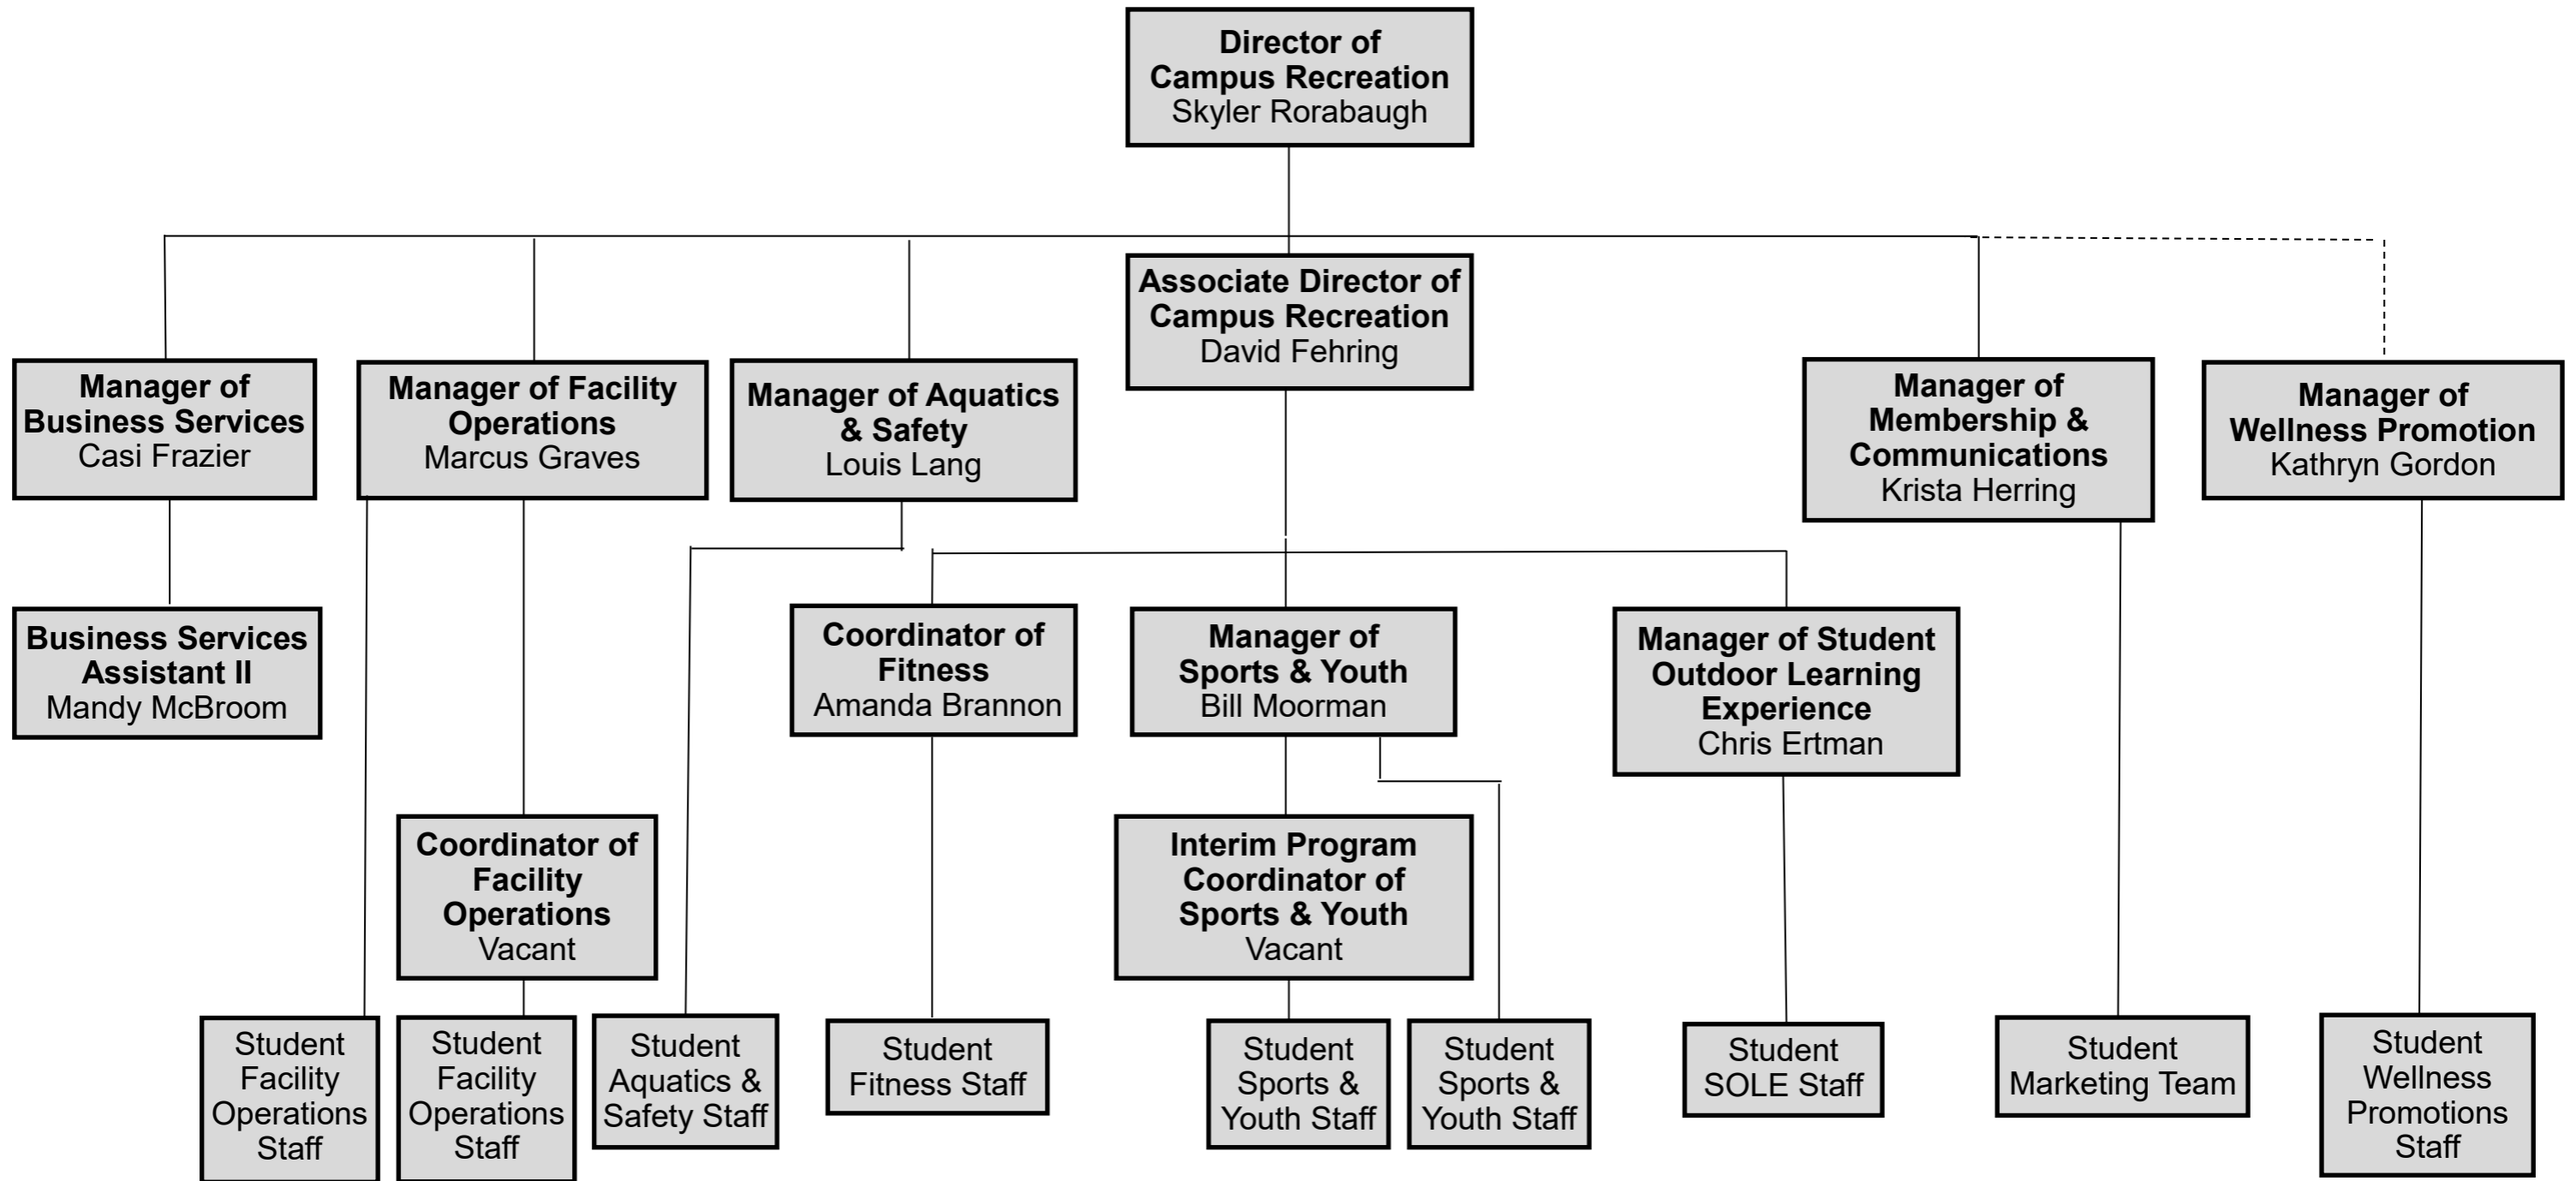 Director of
Campus Recreation
Skyler Rorabaugh
Associate Director of
Campus Recreation
David Fehring
Manager of
Business Services
Casi Frazier
Manager of Facility
Operations
Marcus Graves
Manager of Aquatics
& Safety
Louis Lang
Manager of
Membership &
Communications
Krista Herring
Manager of
Wellness Promotion
Kathryn Gordon
Business Services
Assistant II
Mandy McBroom
Coordinator of
Fitness
Amanda Brannon
Manager of
Sports & Youth
Bill Moorman
Manager of Student
Outdoor Learning
Experience
Chris Ertman
Coordinator of
Facility
Operations
Vacant
Interim Program
Coordinator of
Sports & Youth
Vacant
Student
Facility
Operations
Staff
Student
Facility
Operations
Staff
Student
Aquatics &
Safety Staff
Student
Fitness Staff
Student
Sports &
Youth Staff
Student
Sports &
Youth Staff
Student
SOLE Staff
Student
Marketing Team
Student
Wellness
Promotions
Staff